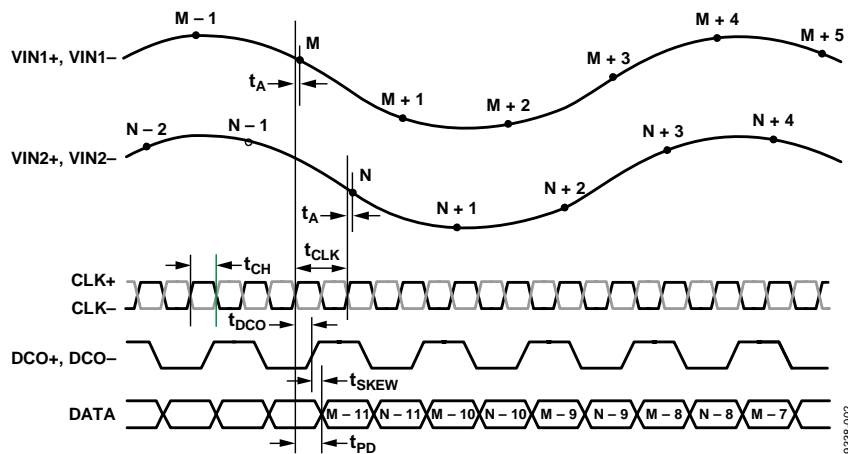 M – 1
M
M + 1
M + 2
M + 3
M + 4
M + 5
VIN1+, VIN1–
tA
N – 2
N – 1
N
N + 1
N + 2
N + 3
N + 4
VIN2+, VIN2–
tA
tCH
tCLK
CLK+
CLK–
tDCO
DCO+, DCO–
tSKEW
DATA
M – 11 N – 11 M – 10 N – 10 M – 9 N – 9 M – 8 N – 8 M – 7
tPD